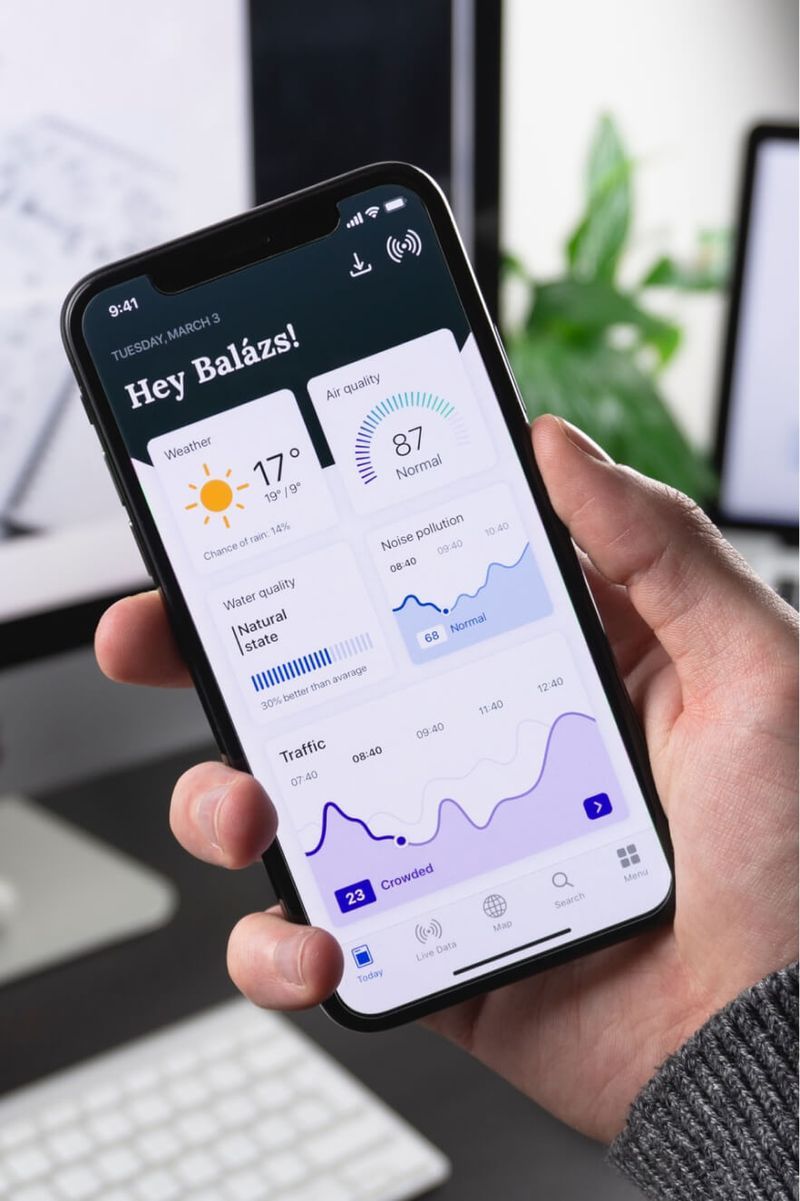 9:41
TUESDAY, MARCH 3
Hey Balázs!
Weather
17°
19° / 9°
Chance of rain: 14%
Air quality
87
Normal
Water quality
Natural
state
30% better than avarage
Noise pollution
08:40 09:40 10:40
68 Normal
Traffic
07:40 08:40 09:40 11:40 12:40
23 Crowded
Today Live Data Map Search Menu